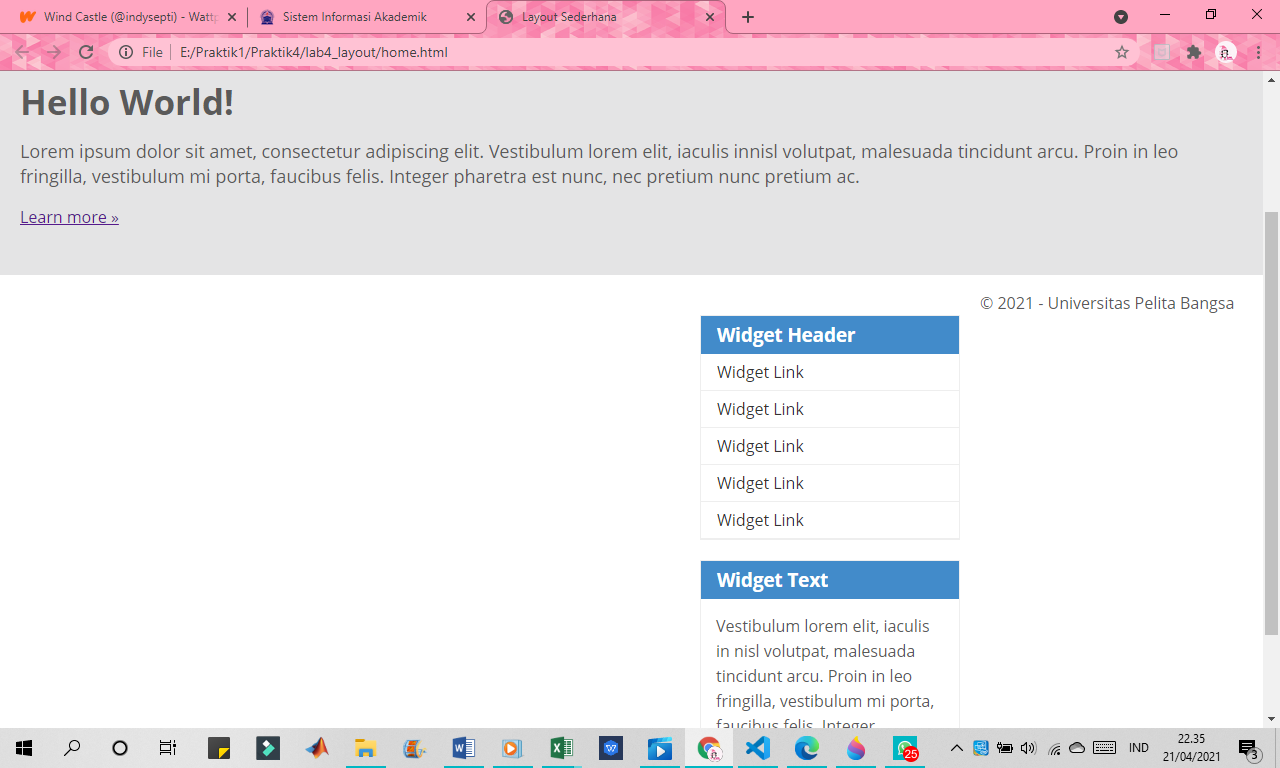 Wind Castle (@indysepti) - Wattp
Sistem Informasi Akademik
Layout Sederhana
File
E:/Praktik1/Praktik4/lab4_layout/home.html
Hello World!
Lorem ipsum dolor sit amet, consectetur adipiscing elit. Vestibulum lorem elit, iaculis innisl volutpat, malesuada tincidunt arcu. Proin in leo
fringilla, vestibulum mi porta, faucibus felis. Integer pharetra est nunc, nec pretium nunc pretium ac.
Learn more »
© 2021 - Universitas Pelita Bangsa
Widget Header
Widget Link
Widget Link
Widget Link
Widget Link
Widget Link
Widget Text
Vestibulum lorem elit, iaculis
in nisl volutpat, malesuada
tincidunt arcu. Proin in leo
fringilla, vestibulum mi porta,
faucibus felis. Integer
25
IND
22.35
21/04/2021
3